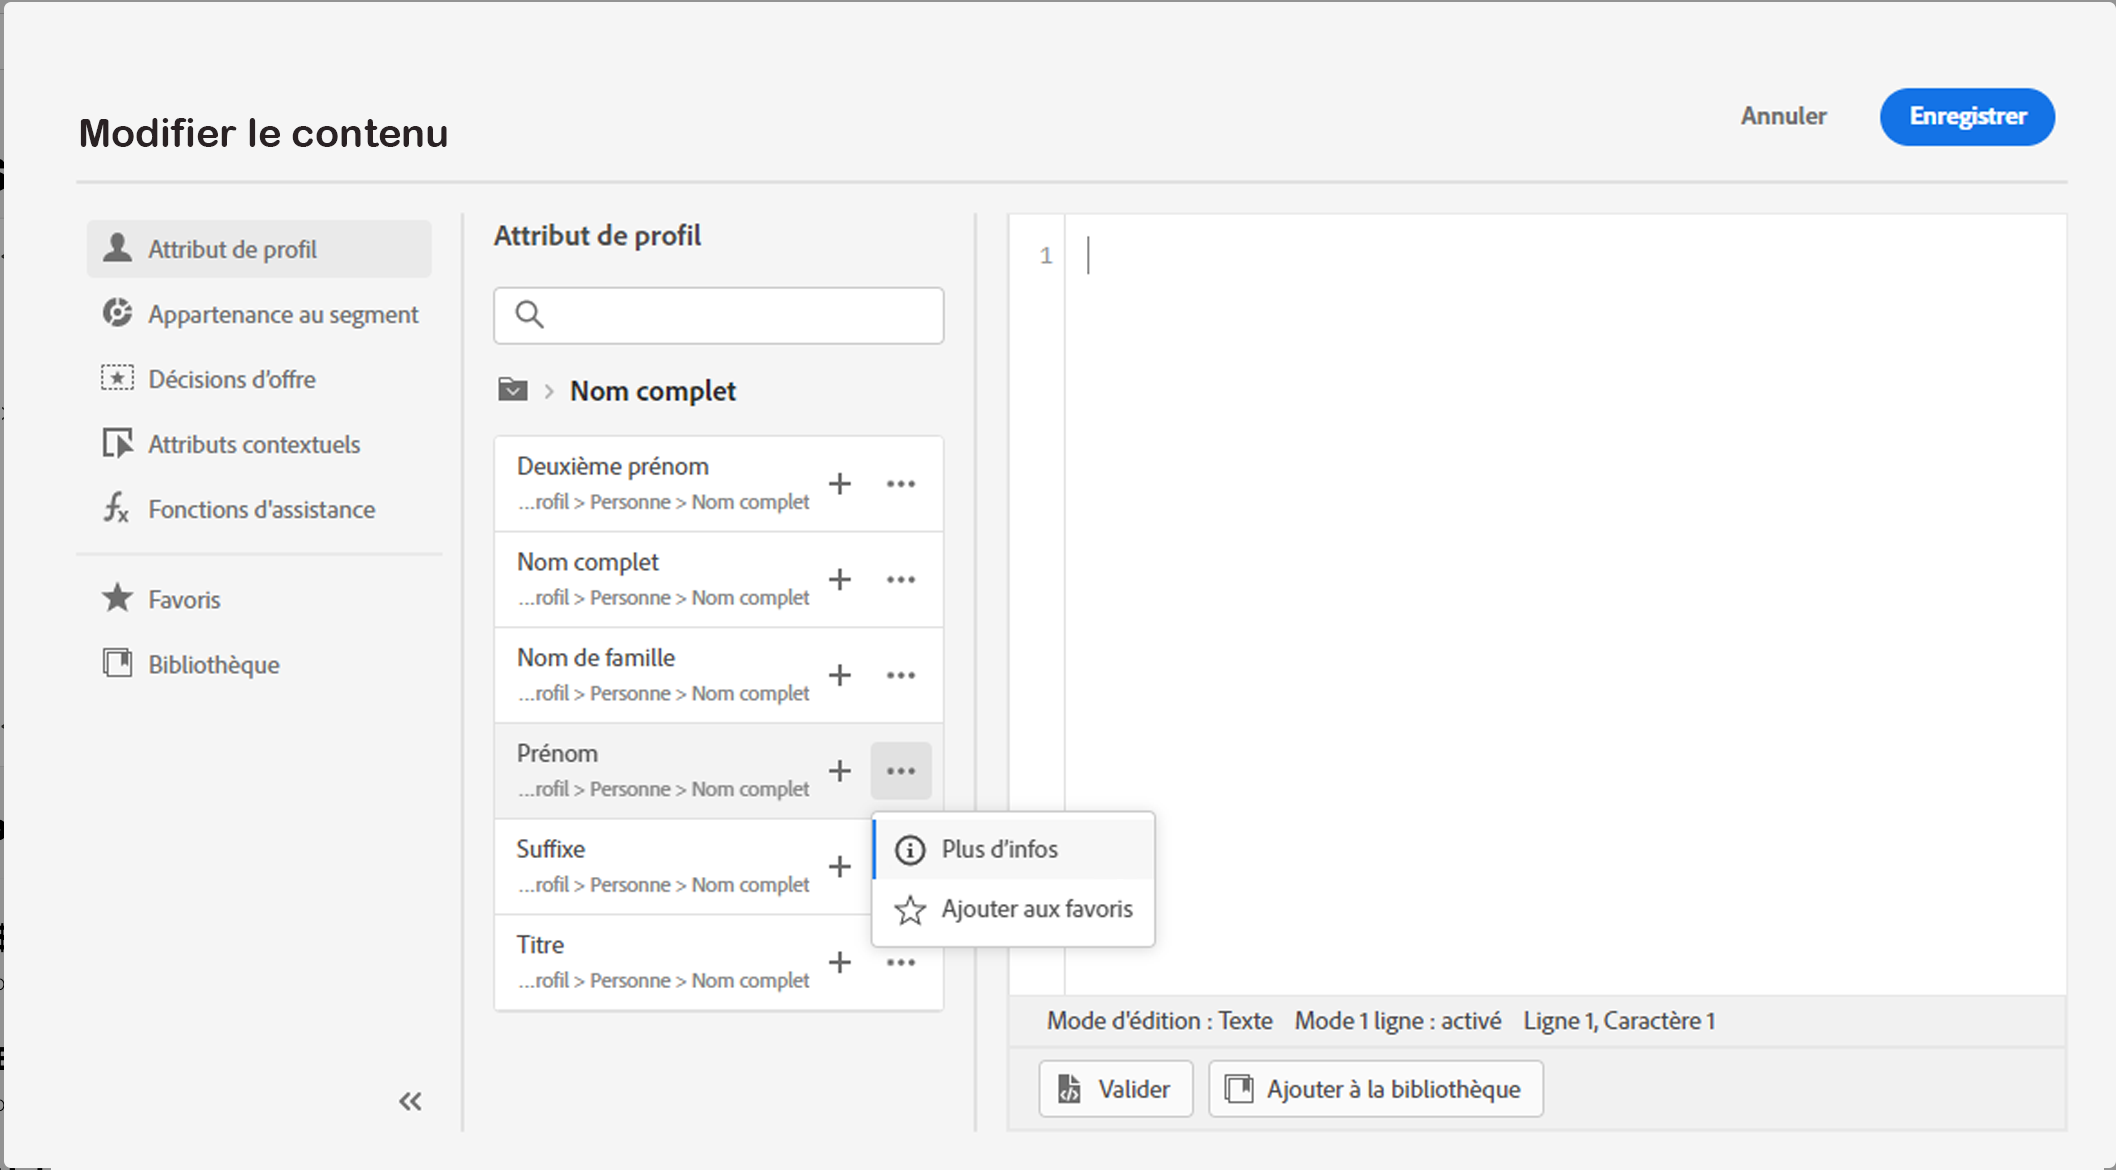 Modifier le contenu
Annuler
Enregistrer
Attribut de profil
Appartenance au segment
Décisions d'offre
Attributs contextuels
Fonctions d'assistance
Favoris
Bibliothèque
Attribut de profil
Nom complet
Deuxième prénom
...rofil > Personne > Nom complet
Nom complet
...rofil > Personne > Nom complet
Nom de famille
...rofil > Personne > Nom complet
Prénom
...rofil > Personne > Nom complet
Suffixe
...rofil > Personne > Nom complet
Titre
...rofil > Personne > Nom complet
Plus d'infos
Ajouter aux favoris
1
Mode d'édition : Texte Mode 1 ligne : activé Ligne 1, Caractère 1
Valider
Ajouter à la bibliothèque